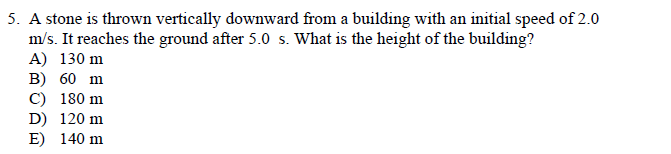 5. A stone is thrown vertically downward from a building with an initial speed of 2.0
m/s. It reaches the ground after 5.0 s. What is the height of the building?
A) 130 m
B) 60 m
C) 180 m
D) 120 m
E) 140 m